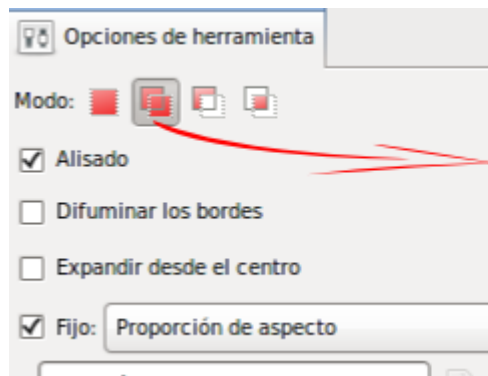 Opciones de herramienta
Modo:
Alisado
Difuminar los bordes
Expandir desde el centro
Fijo: Proporción de aspecto